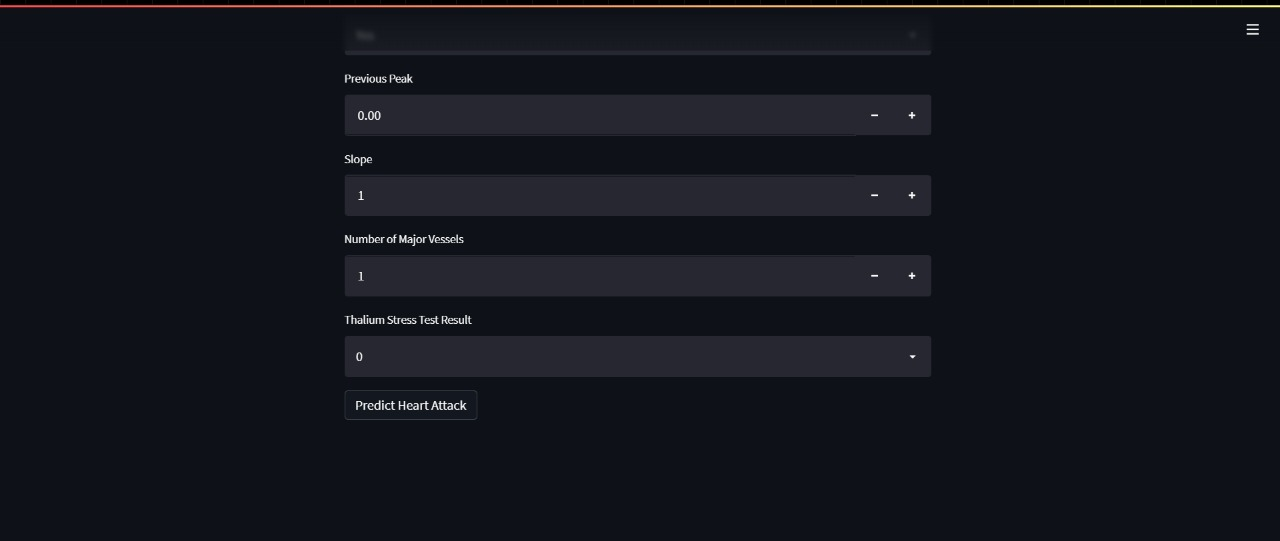 Previous Peak
0.00
Slope
1
Number of Major Vessels
1
Thalium Stress Test Result
0
Predict Heart Attack